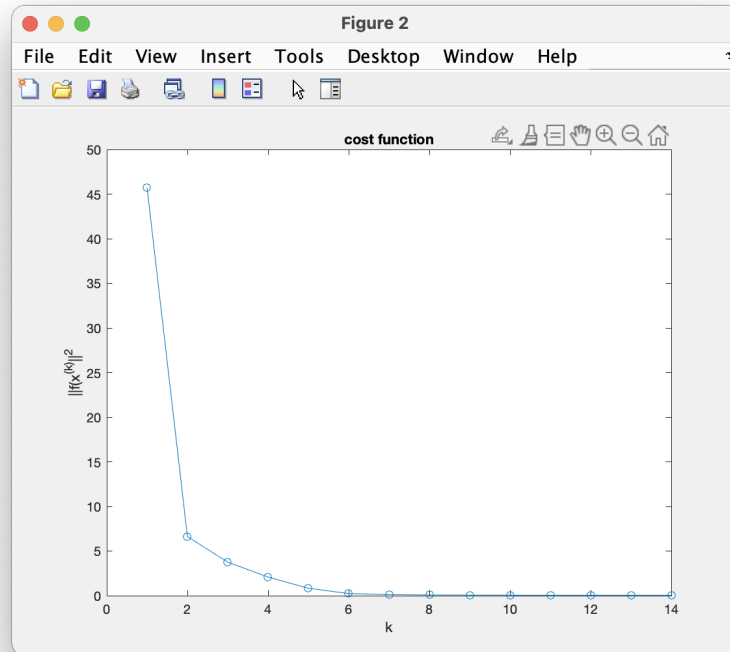 Figure 2
File Edit View Insert Tools Desktop Window Help
cost function
50
45
40
35
30
25
20
15
10
5
0
||f(x^(k)||^2
0 2 4 6 8 10 12 14
k